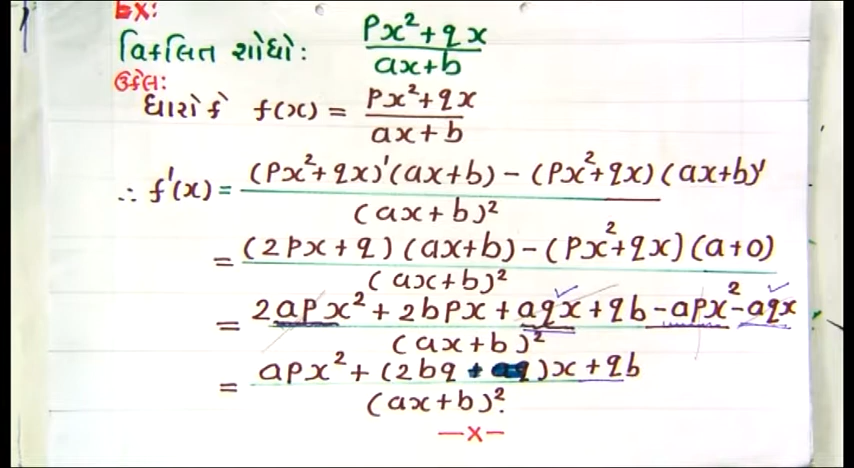 Ex:
વિકલિત શોધો: (px²+qx)/(ax+b)
ઉકેલ:
ધારો કે f(x) = (px²+qx)/(ax+b)
∴ f'(x) = ((px²+qx)'(ax+b) - (px²+qx)(ax+b)')/(ax+b)²
= ((2px+q)(ax+b) - (px²+qx)(a+0))/(ax+b)²
= (2apx² + 2bpx + aqx + qb - apx² - aqx)/(ax+b)²
= (apx² + (2bq + aq)x + qb)/(ax+b)².
—x—